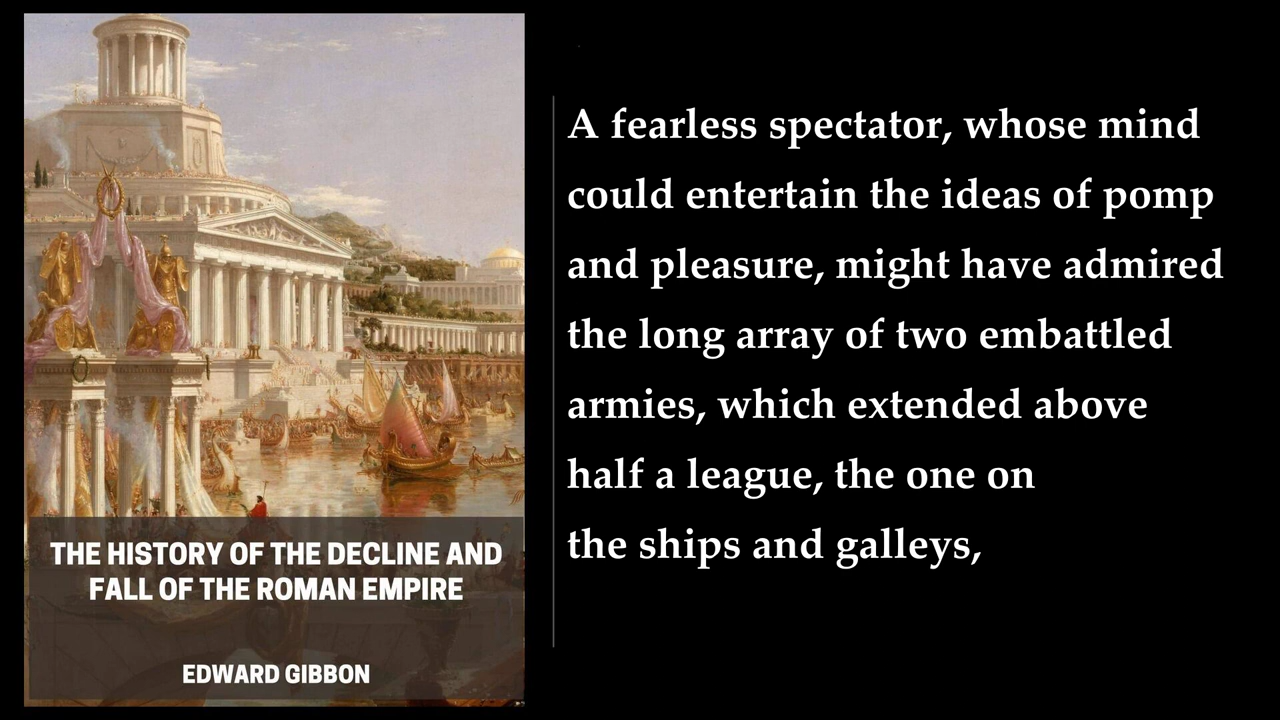 THE HISTORY OF THE DECLINE AND
FALL OF THE ROMAN EMPIRE
EDWARD GIBBON
A fearless spectator, whose mind
could entertain the ideas of pomp
and pleasure, might have admired
the long array of two embattled
armies, which extended above
half a league, the one on
the ships and galleys,